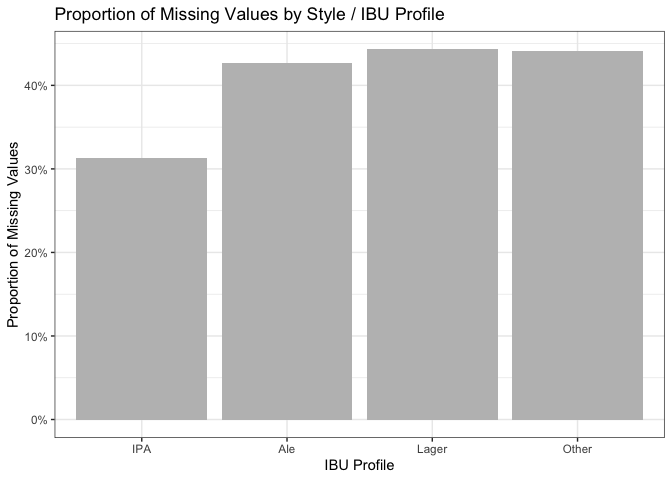 Proportion of Missing Values by Style / IBU Profile
Proportion of Missing Values
40%
30%
20%
10%
0%
IPA Ale Lager Other
IBU Profile